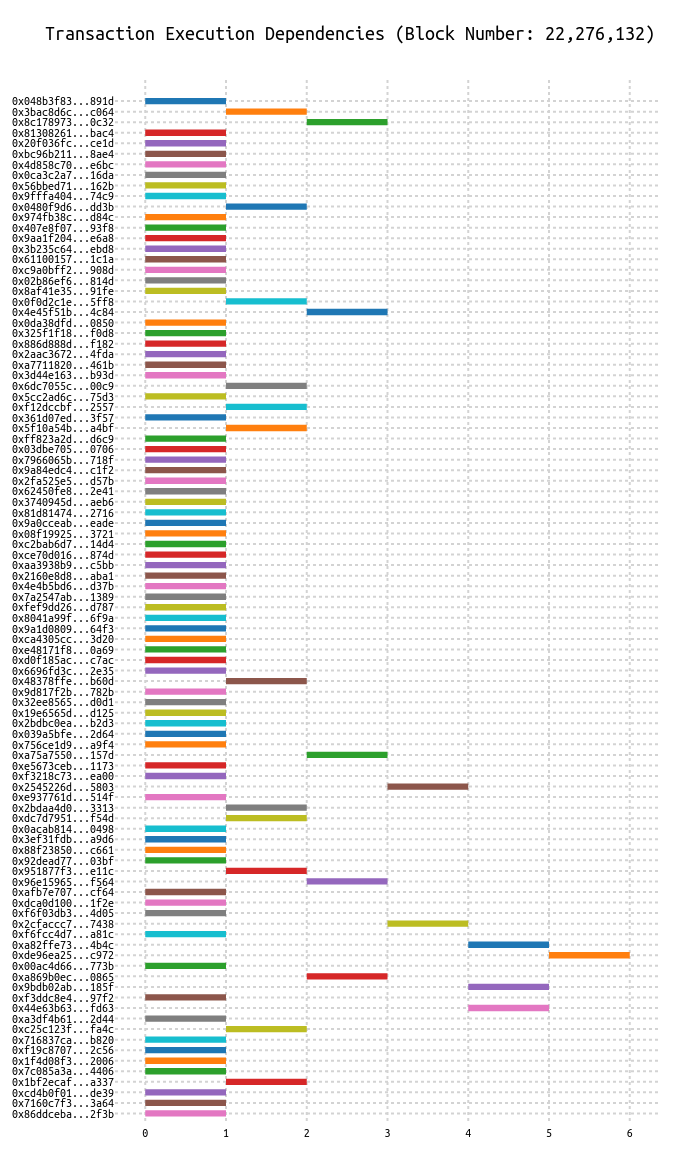 Transaction Execution Dependencies (Block Number: 22,276,132)
0x048b3f83...891d
0x3bac8d6c...c064
0x8c178973...0c32
0x81308261...bac4
0x20f036fc...ce1d
0xbc96b211...8ae4
0x4d858c70...e6bc
0x0ca3c2a7...16da
0x56bbed71...162b
0x9fffa404...74c9
0x0480f9d6...dd3b
0x974fb38c...d84c
0x407e8f07...93f8
0x9aa1f204...e6a8
0x3b235c64...ebd8
0x61100157...1c1a
0xc9a0bff2...908d
0x02b86ef6...814d
0x8af41e35...91fe
0x0f0d2c1e...5ff8
0x4e45f51b...4c84
0x0da38dfd...0850
0x325f1f18...f0d8
0x886d888d...f182
0x2aac3672...4fda
0xa7711820...461b
0x3d44e163...b93d
0x6dc7055c...00c9
0x5cc2ad6c...75d3
0xf12dccbf...2557
0x361d07ed...3f57
0x5f10a54b...a4bf
0xff823a2d...d6c9
0x03dbe705...0706
0x7966065b...718f
0x9a84edc4...c1f2
0x2fa525e5...d57b
0x62450fe8...2e41
0x3740945d...aeb6
0x81d81474...2716
0x9a0cceab...eade
0x08f19925...3721
0xc2bab6d7...14d4
0xce70d016...874d
0xaa3938b9...c5bb
0x2160e8d8...aba1
0x4e4b5bd6...d37b
0x7a2547ab...1389
0xfef9dd26...d787
0x8041a99f...6f9a
0x9a1d0809...64f3
0xca4305cc...3d20
0xe48171f8...0a69
0xd0f185ac...c7ac
0x6696fd3c...2e35
0x48378ffe...b60d
0x9d817f2b...782b
0x32ee8565...d0d1
0x19e6565d...d125
0x2bdbc0ea...b2d3
0x039a5bfe...2d64
0x756ce1d9...a9f4
0xa75a7550...157d
0xe5673ceb...1173
0xf3218c73...ea00
0x2545226d...5803
0xe937761d...514f
0x2bdaa4d0...3313
0xdc7d7951...f54d
0x0acab814...0498
0x3ef31fdb...a9d6
0x88f23850...c661
0x92dead77...03bf
0x951877f3...e11c
0x96e15965...f564
0xafb7e707...cf64
0xdca0d100...1f2e
0xf6f03db3...4d05
0x2cfaccc7...7438
0xf6fcc4d7...a81c
0xa82ffe73...4b4c
0xde96ea25...c972
0x00ac4d66...773b
0xa869b0ec...0865
0x9bdb02ab...185f
0xf3ddc8e4...97f2
0x44e63b63...fd63
0xa3df4b61...2d44
0xc25c123f...fa4c
0x716837ca...b820
0xf19c8707...2c56
0x1f4d08f3...2006
0x7c085a3a...4406
0x1bf2ecaf...a337
0xcd4b0f01...de39
0x7160c7f3...3a64
0x86ddceba...2f3b
0 1 2 3 4 5 6